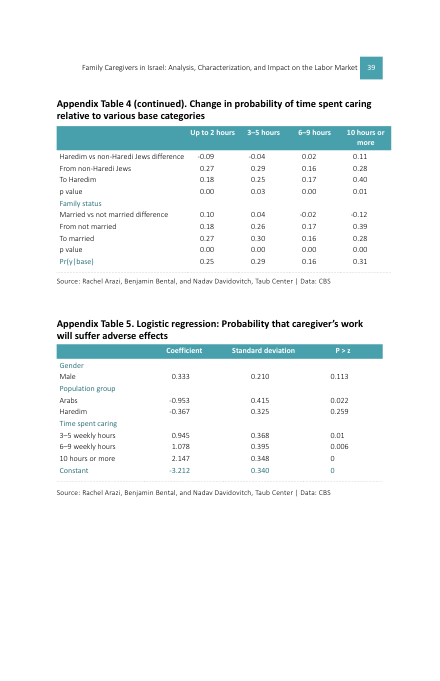 Family Caregivers in Israel: Analysis, Characterization, and Impact on the Labor Market 39
Appendix Table 4 (continued). Change in probability of time spent caring
relative to various base categories
Up to 2 hours 3–5 hours 6–9 hours 10 hours or
more
Haredim vs non-Haredi Jews difference -0.09 -0.04 0.02 0.11
From non-Haredi Jews 0.27 0.29 0.16 0.28
To Haredim 0.18 0.25 0.17 0.40
p value 0.00 0.03 0.00 0.01
Family status
Married vs not married difference 0.10 0.04 -0.02 -0.12
From not married 0.18 0.26 0.17 0.39
To married 0.27 0.30 0.16 0.28
p value 0.00 0.00 0.00 0.00
Pr(y|base) 0.25 0.29 0.16 0.31
Source: Rachel Arazi, Benjamin Bental, and Nadav Davidovitch, Taub Center | Data: CBS
Appendix Table 5. Logistic regression: Probability that caregiver’s work
will suffer adverse effects
Coefficient Standard deviation P > z
Gender
Male 0.333 0.210 0.113
Population group
Arabs -0.953 0.415 0.022
Haredim -0.367 0.325 0.259
Time spent caring
3–5 weekly hours 0.945 0.368 0.01
6–9 weekly hours 1.078 0.395 0.006
10 hours or more 2.147 0.348 0
Constant -3.212 0.340 0
Source: Rachel Arazi, Benjamin Bental, and Nadav Davidovitch, Taub Center | Data: CBS